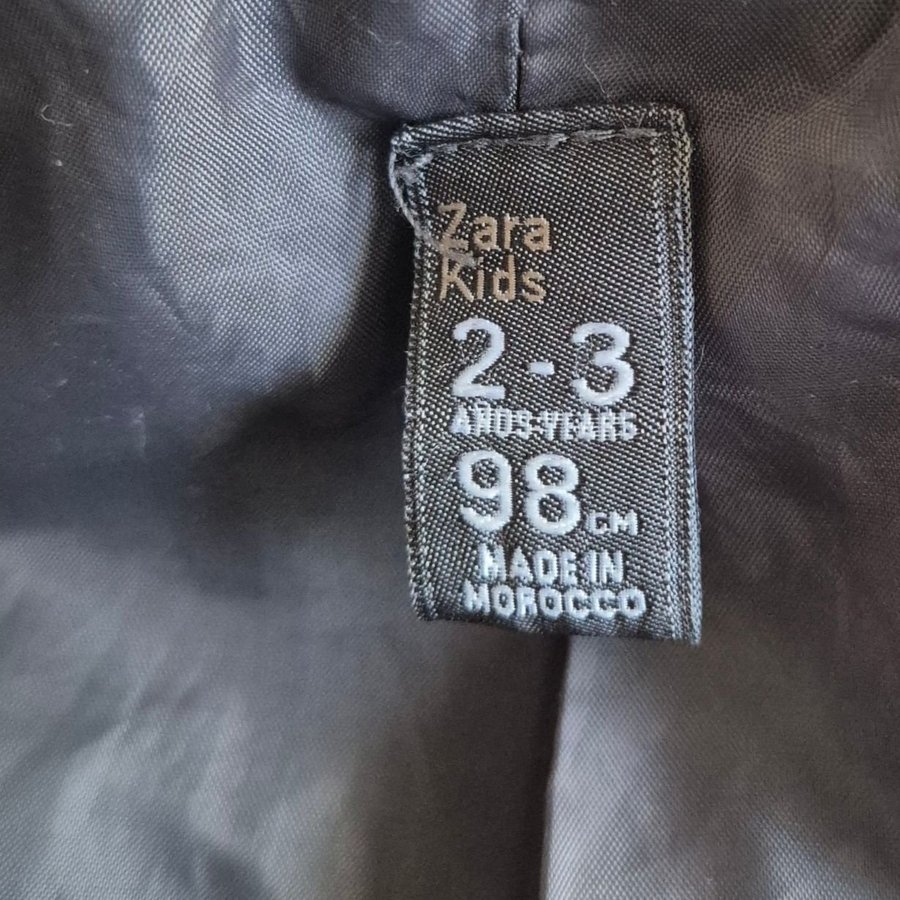 Zara
Kids
2-3
AÑOS-YEARS
98 CM
MADE IN
MOROCCO